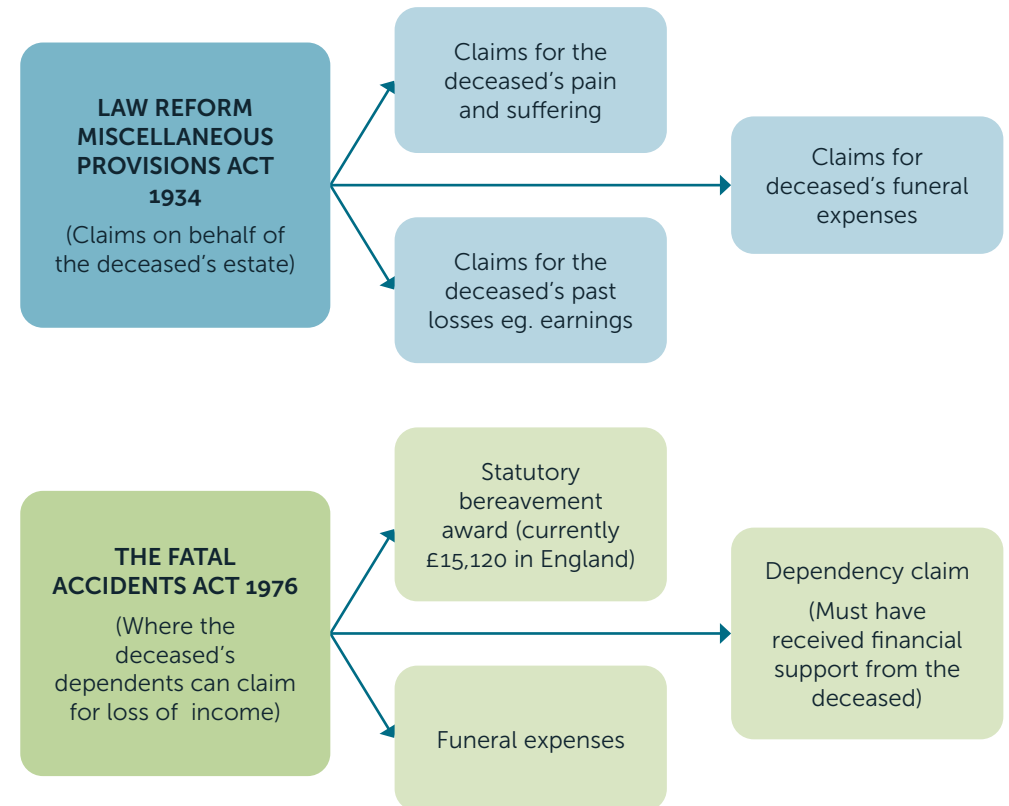 LAW REFORM
MISCELLANEOUS
PROVISIONS ACT
1934
(Claims on behalf of
the deceased's estate)
Claims for the
deceased's pain
and suffering
Claims for
deceased's funeral
expenses
Claims for the
deceased's past
losses eg. earnings
THE FATAL
ACCIDENTS ACT 1976
(Where the
deceased's
dependents can claim
for loss of  income)
Statutory
bereavement
award (currently
£15,120 in England)
Dependency claim
(Must have
received financial
support from the
deceased)
Funeral expenses